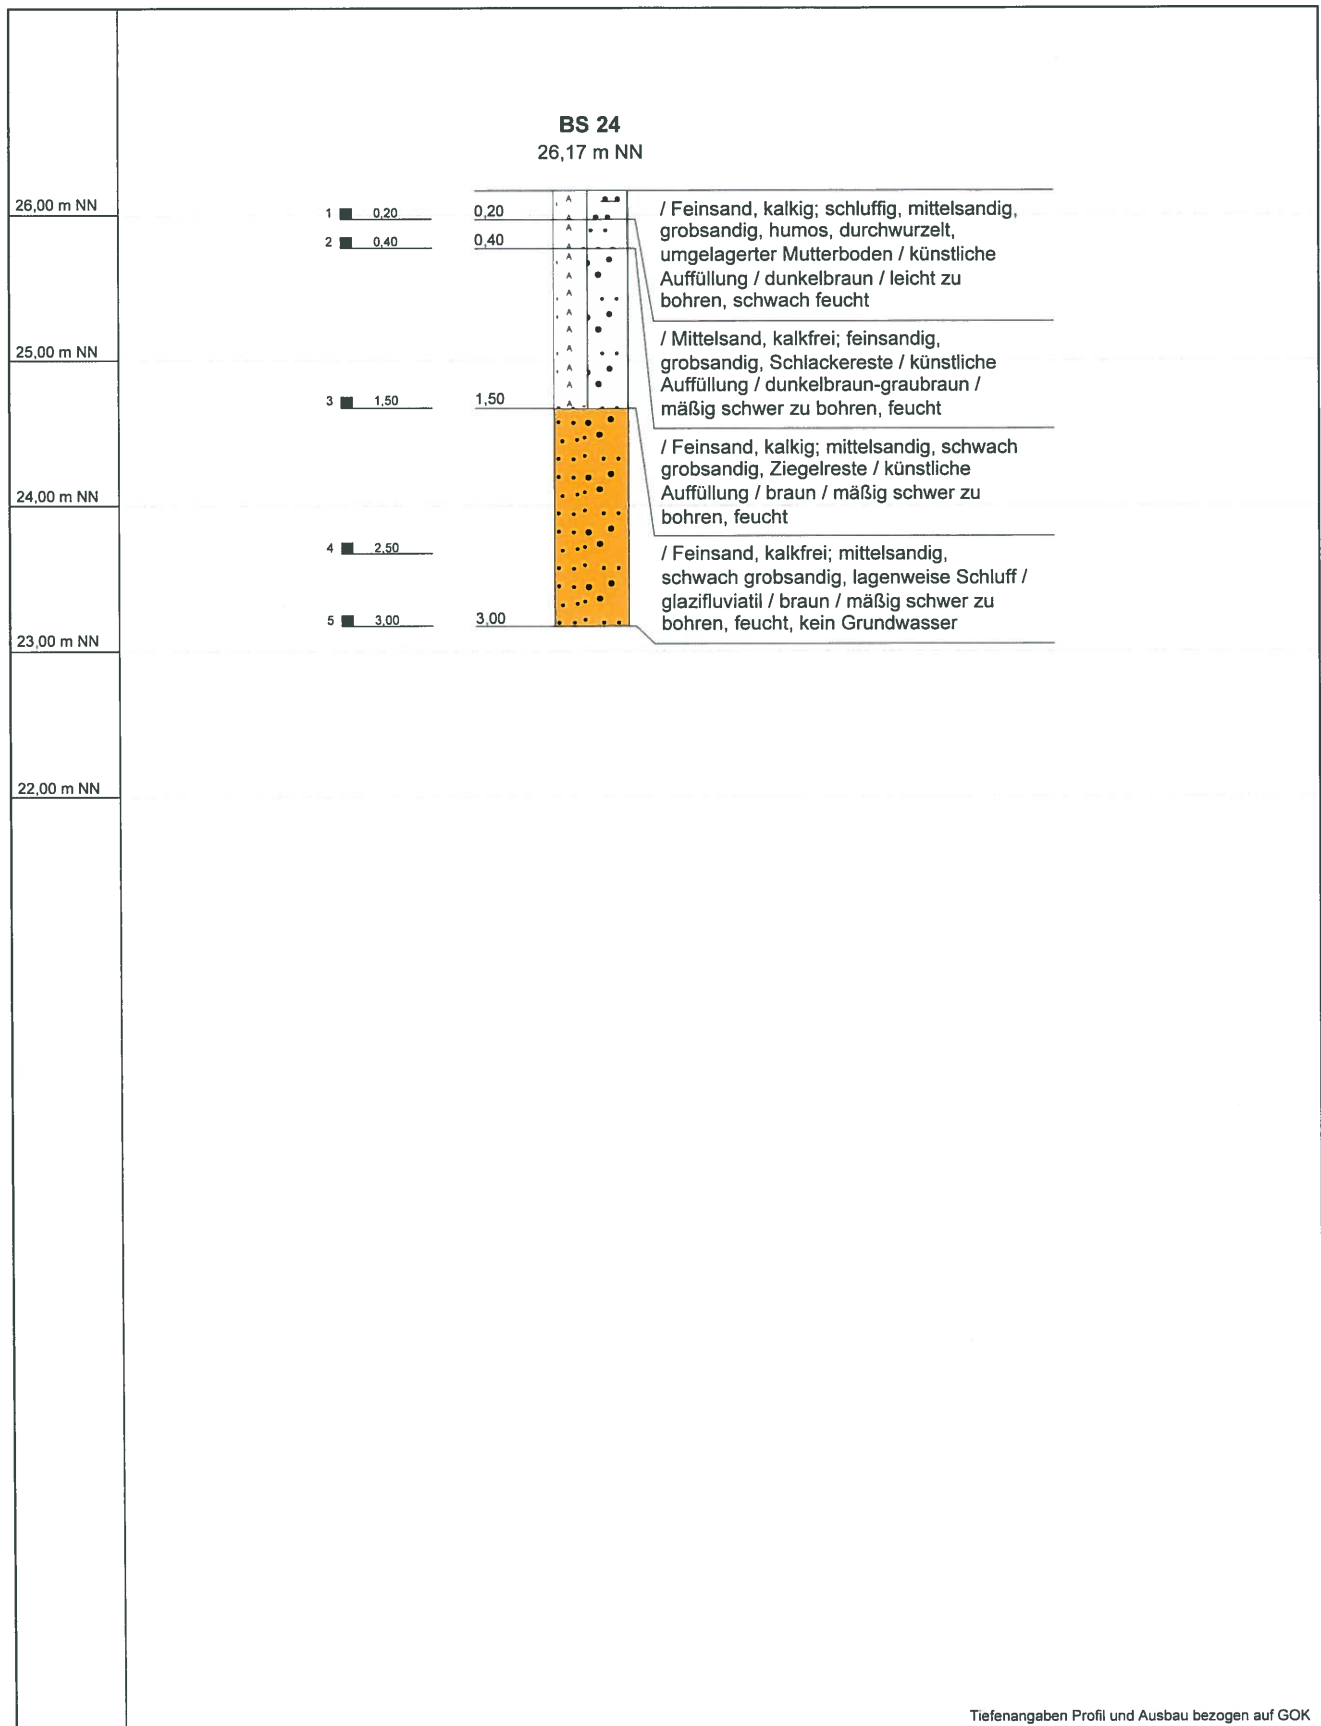 BS 24
26,17 m NN
26,00 m NN
25,00 m NN
24,00 m NN
23,00 m NN
22,00 m NN
1 0,20
2 0,40
3 1,50
4 2,50
5 3,00
0,20
0,40
1,50
3,00
A
A
A
A
A
A
A
A
A
A
A
A
/ Feinsand, kalkig; schluffig, mittelsandig,
grobsandig, humos, durchwurzelt,
umgelagerter Mutterboden / künstliche
Auffüllung / dunkelbraun / leicht zu
bohren, schwach feucht
/ Mittelsand, kalkfrei; feinsandig,
grobsandig, Schlackereste / künstliche
Auffüllung / dunkelbraun-graubraun /
mäßig schwer zu bohren, feucht
/ Feinsand, kalkig; mittelsandig, schwach
grobsandig, Ziegelreste / künstliche
Auffüllung / braun / mäßig schwer zu
bohren, feucht
/ Feinsand, kalkfrei; mittelsandig,
schwach grobsandig, lagenweise Schluff /
glazifluviatil / braun / mäßig schwer zu
bohren, feucht, kein Grundwasser
Tiefenangaben Profil und Ausbau bezogen auf GOK